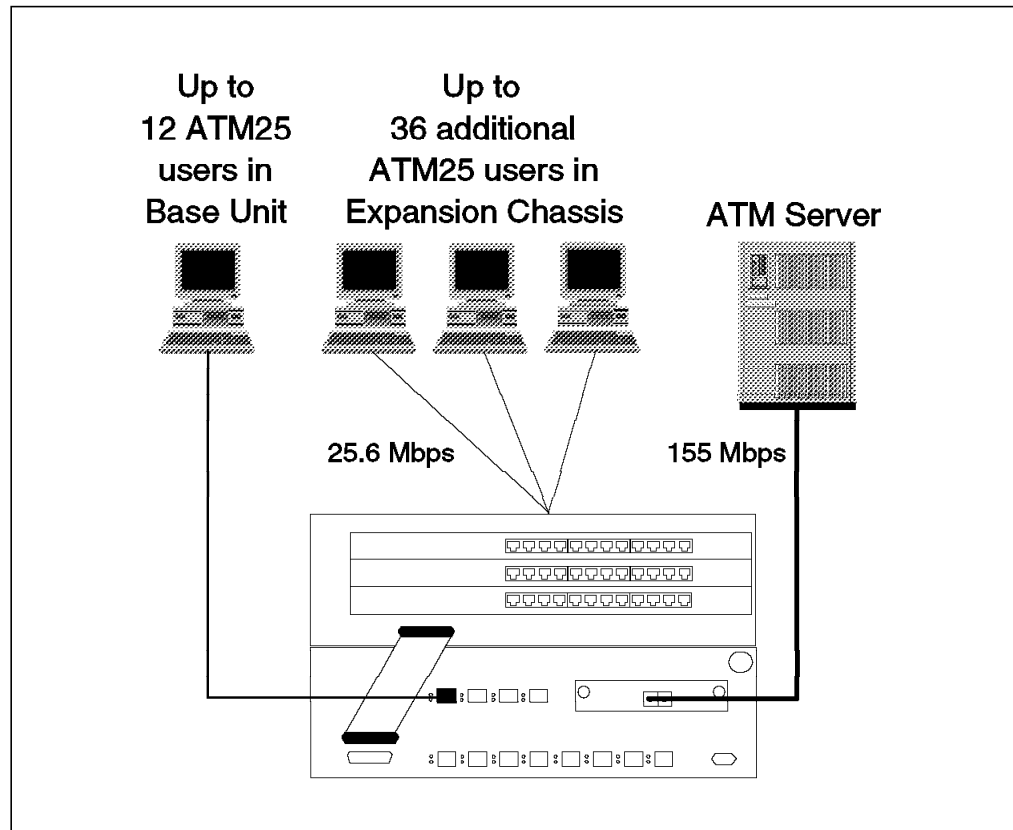 Up to
12 ATM25
users in
Base Unit
Up to
36 additional
ATM25 users in
Expansion Chassis
ATM Server
25.6 Mbps
155 Mbps